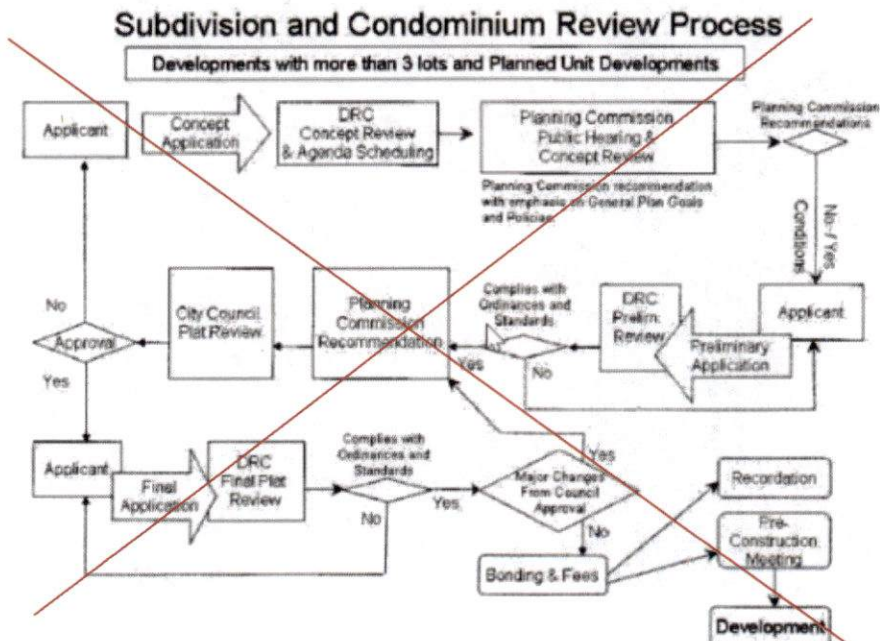 Subdivision and Condominium Review Process
Developments with more than 3 lots and Planned Unit Developments
Applicant
Concept
Application
DRC
Concept Review
& Agenda Scheduling
Planning Commission
Public Hearing &
Concept Review
Planning Commission
Recommendations
Planning Commission recommendation
with emphasis on General Plan Goals
and Policies
No / Yes
Conditions
Applicant
Preliminary
Application
DRC
Prelim.
Review
Complies with
Ordinances and
Standards
Yes
No
Planning
Commission
Recommendation
City Council
Plat Review
Approval
No
Yes
Applicant
Final
Application
DRC
Final Plat
Review
Complies with
Ordinances and
Standards
No
Yes
Major Changes
From Council
Approval
Yes
No
Bonding & Fees
Recordation
Pre-
Construction
Meeting
Development